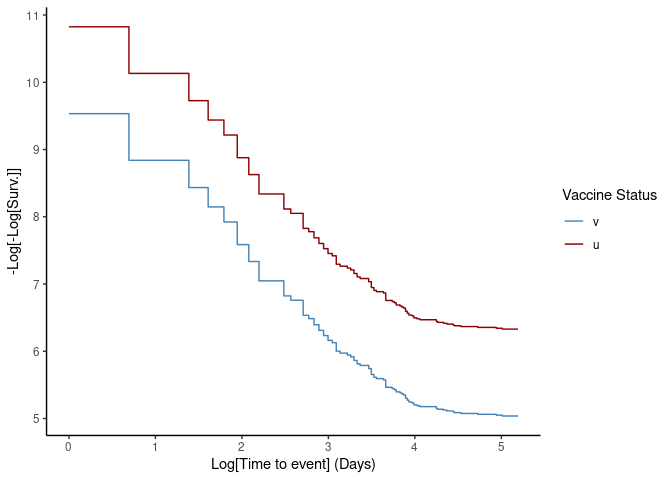 -Log[-Log[Surv.]]
11
10
9
8
7
6
5
0 1 2 3 4 5
Log[Time to event] (Days)
Vaccine Status
v
u